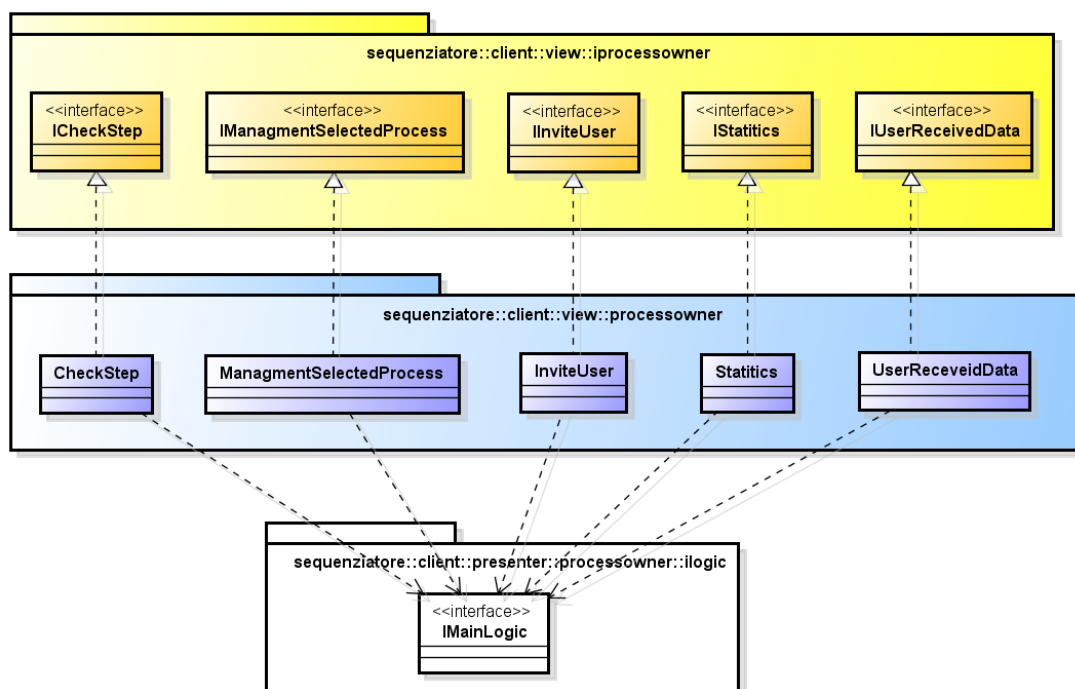 sequenziatore::client::view::iprocessowner
<<interface>>
ICheckStep
<<interface>>
IManagmentSelectedProcess
<<interface>>
IInviteUser
<<interface>>
IStatitics
<<interface>>
IUserReceivedData
sequenziatore::client::view::processowner
CheckStep
ManagmentSelectedProcess
InviteUser
Statitics
UserReceveidData
sequenziatore::client::presenter::processowner::ilogic
<<interface>>
IMainLogic